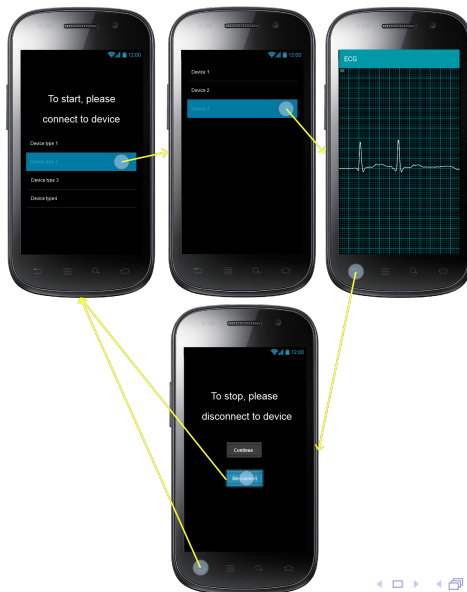 12:00
To start, please
connect to device
Device type 1
Device type 2
Device type 3
Device type4
12:00
Device 1
Device 2
Device 3
ECG
12:00
To stop, please
disconnect to device
Continue
Disconnect